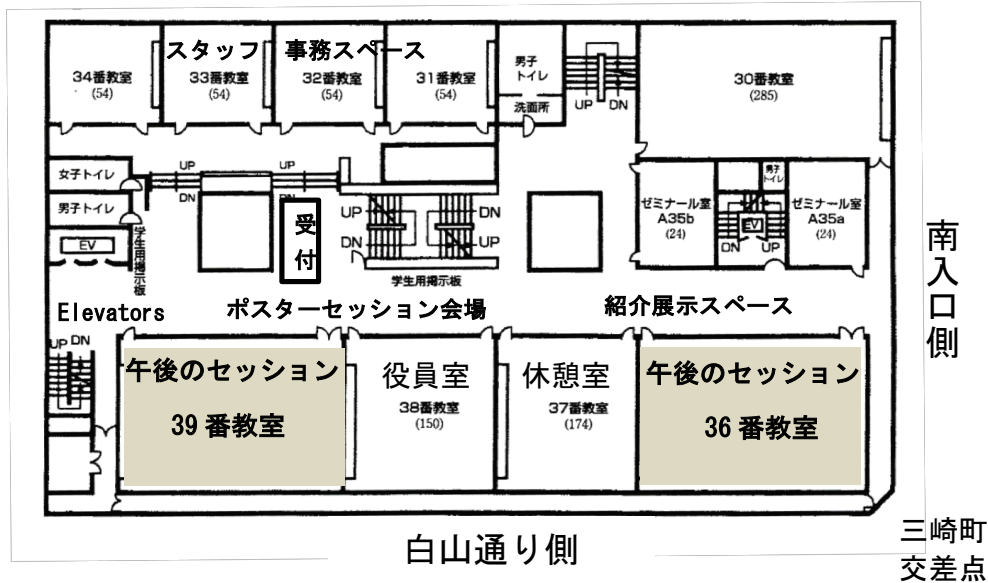 スタッフ 事務スペース
34番教室
(54)
33番教室
(54)
32番教室
(54)
31番教室
(54)
男子
トイレ
洗面所
UP DN
30番教室
(285)
女子トイレ
男子トイレ
EV
学生用掲示板
UP
DN
UP
DN
受付
UP
DN
DN
UP
学生用掲示板
ゼミナール室
A35b
(24)
男子
トイレ
EV
DN UP
ゼミナール室
A35a
(24)
南入口側
Elevators
ポスターセッション会場
紹介展示スペース
UP DN
午後のセッション
39番教室
役員室
38番教室
(150)
休憩室
37番教室
(174)
午後のセッション
36番教室
白山通り側
三崎町
交差点